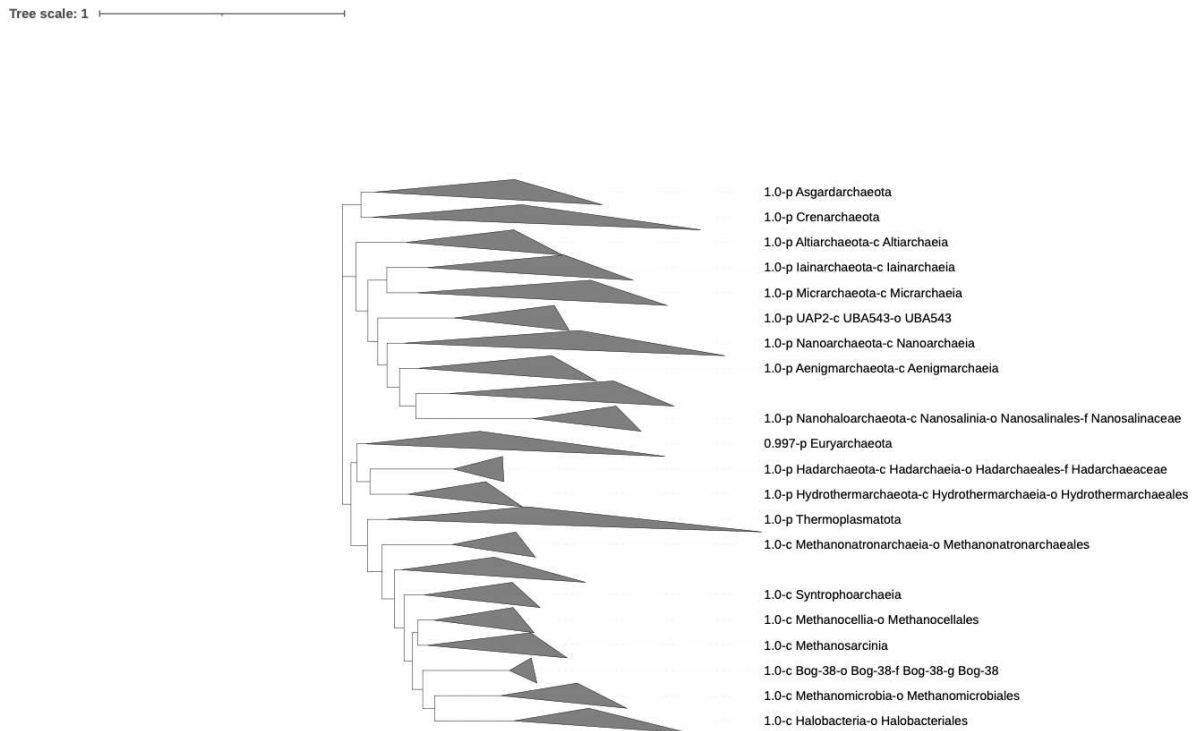 Tree scale: 1
1.0-p Asgardarchaeota
1.0-p Crenarchaeota
1.0-p Altiarchaeota-c Altiarchaeia
1.0-p Iainarchaeota-c Iainarchaeia
1.0-p Micrarchaeota-c Micrarchaeia
1.0-p UAP2-c UBA543-o UBA543
1.0-p Nanoarchaeota-c Nanoarchaeia
1.0-p Aenigmarchaeota-c Aenigmarchaeia
1.0-p Nanohaloarchaeota-c Nanosalinia-o Nanosalinales-f Nanosalinaceae
0.997-p Euryarchaeota
1.0-p Hadarchaeota-c Hadarchaeia-o Hadarchaeales-f Hadarchaeaceae
1.0-p Hydrothermarchaeota-c Hydrothermarchaeia-o Hydrothermarchaeales
1.0-p Thermoplasmatota
1.0-c Methanonatronarchaeia-o Methanonatronarchaeales
1.0-c Syntrophoarchaeia
1.0-c Methanocellia-o Methanocellales
1.0-c Methanosarcinia
1.0-c Bog-38-o Bog-38-f Bog-38-g Bog-38
1.0-c Methanomicrobia-o Methanomicrobiales
1.0-c Halobacteria-o Halobacteriales